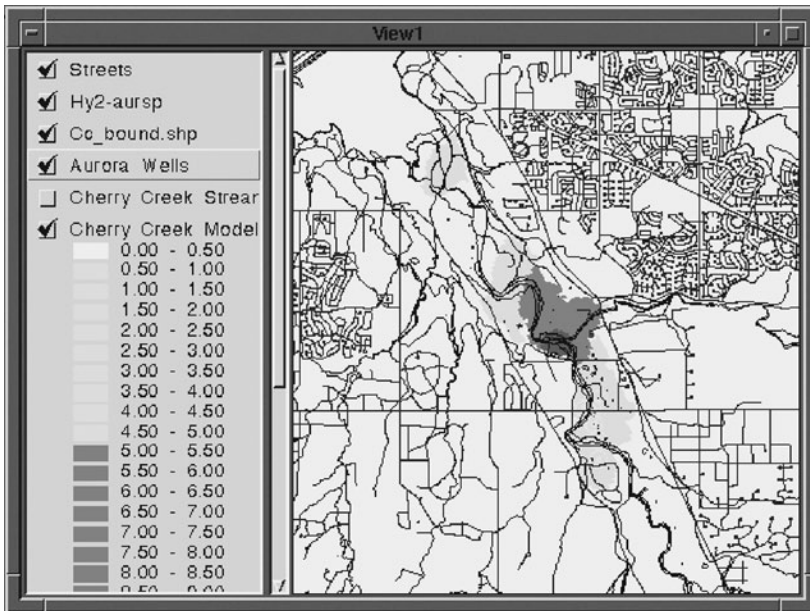 View1
Streets
Hy2-aursp
Cc_bound.shp
Aurora Wells
Cherry Creek Strear
Cherry Creek Model
0.00 - 0.50
0.50 - 1.00
1.00 - 1.50
1.50 - 2.00
2.00 - 2.50
2.50 - 3.00
3.00 - 3.50
3.50 - 4.00
4.00 - 4.50
4.50 - 5.00
5.00 - 5.50
5.50 - 6.00
6.00 - 6.50
6.50 - 7.00
7.00 - 7.50
7.50 - 8.00
8.00 - 8.50